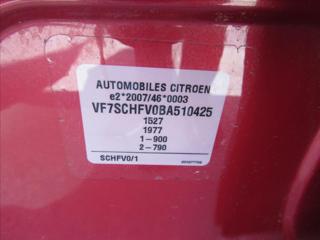 AUTOMOBILES CITROEN
e2*2007/46*0003
VF7SCHFV0BA510425
1527
1977
1-900
2-790
SCHFV0/1